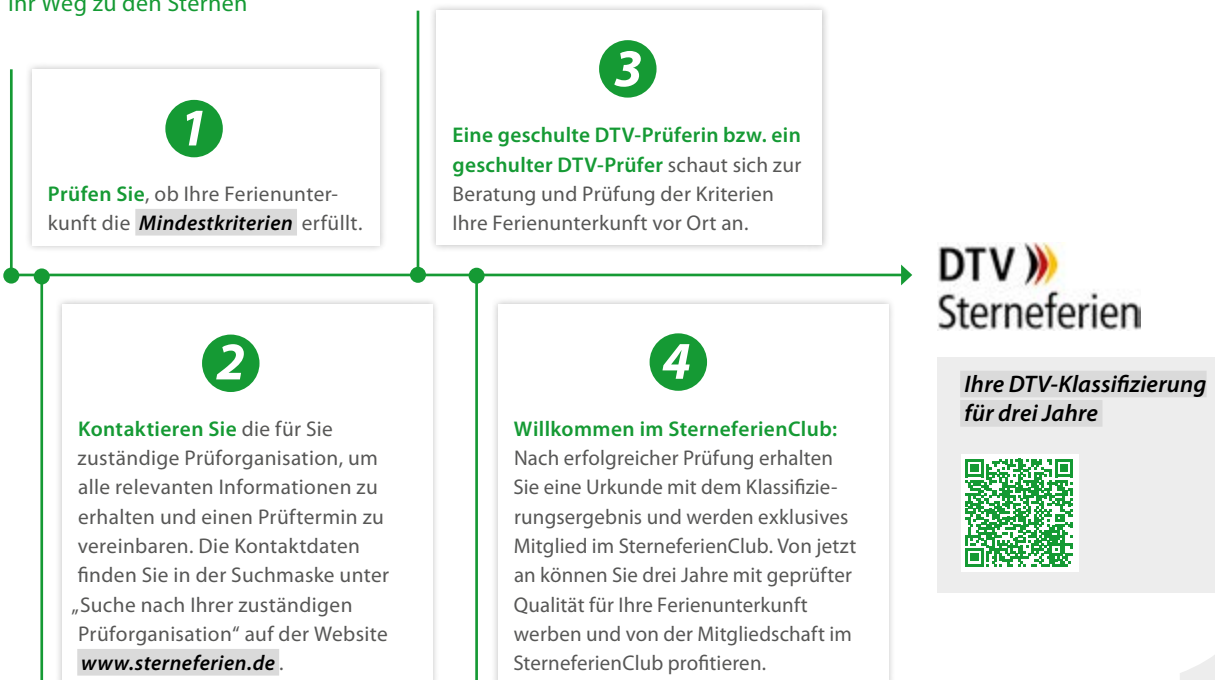 Ihr Weg zu den Sternen
1
Prüfen Sie, ob Ihre Ferienunter-
kunft die Mindestkriterien erfüllt.
2
Kontaktieren Sie die für Sie
zuständige Prüforganisation, um
alle relevanten Informationen zu
erhalten und einen Prüftermin zu
vereinbaren. Die Kontaktdaten
finden Sie in der Suchmaske unter
„Suche nach Ihrer zuständigen
Prüforganisation“ auf der Website
www.sterneferien.de.
3
Eine geschulte DTV-Prüferin bzw. ein
geschulter DTV-Prüfer schaut sich zur
Beratung und Prüfung der Kriterien
Ihre Ferienunterkunft vor Ort an.
4
Willkommen im SterneferienClub:
Nach erfolgreicher Prüfung erhalten
Sie eine Urkunde mit dem Klassifizie-
rungsergebnis und werden exklusives
Mitglied im SterneferienClub. Von jetzt
an können Sie drei Jahre mit geprüfter
Qualität für Ihre Ferienunterkunft
werben und von der Mitgliedschaft im
SterneferienClub profitieren.
DTV
Sterneferien
Ihre DTV-Klassifizierung
für drei Jahre